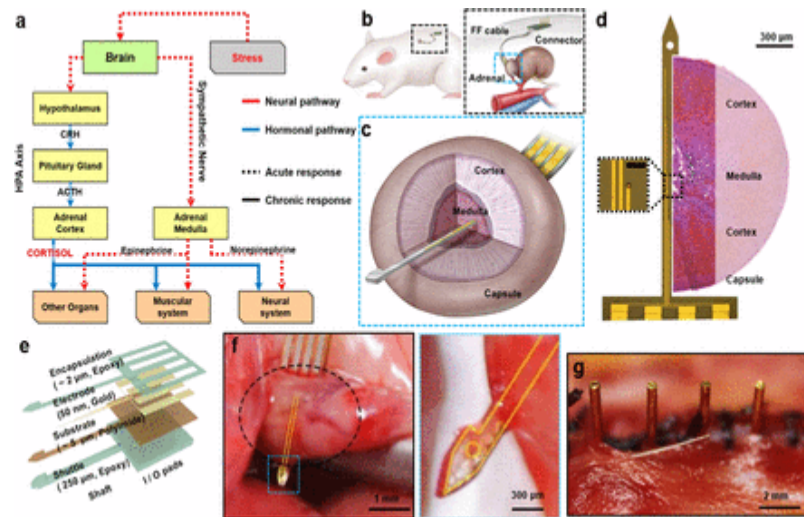 a
Brain
Stress
Hypothalamus
CRH
Pituitary Gland
ACTH
Adrenal
Cortex
CORTISOL
HPA Axis
Sympathetic Nerve
Adrenal
Medulla
Epinephrine
Norepinephrine
Other Organs
Muscular
system
Neural
system
Neural pathway
Hormonal pathway
Acute response
Chronic response
b
FF cable
Connector
Adrenal
c
Cortex
Medulla
Capsule
d
300 µm
Cortex
Medulla
Cortex
Capsule
e
Encapsulation
(~ 2 µm, Epoxy)
Electrode
(50 nm, Gold)
Substrate
(~ 5 µm, Polyimide)
Shuttle
(250 µm, Epoxy)
Shaft
I / O pads
f
1 mm
300 µm
g
2 mm